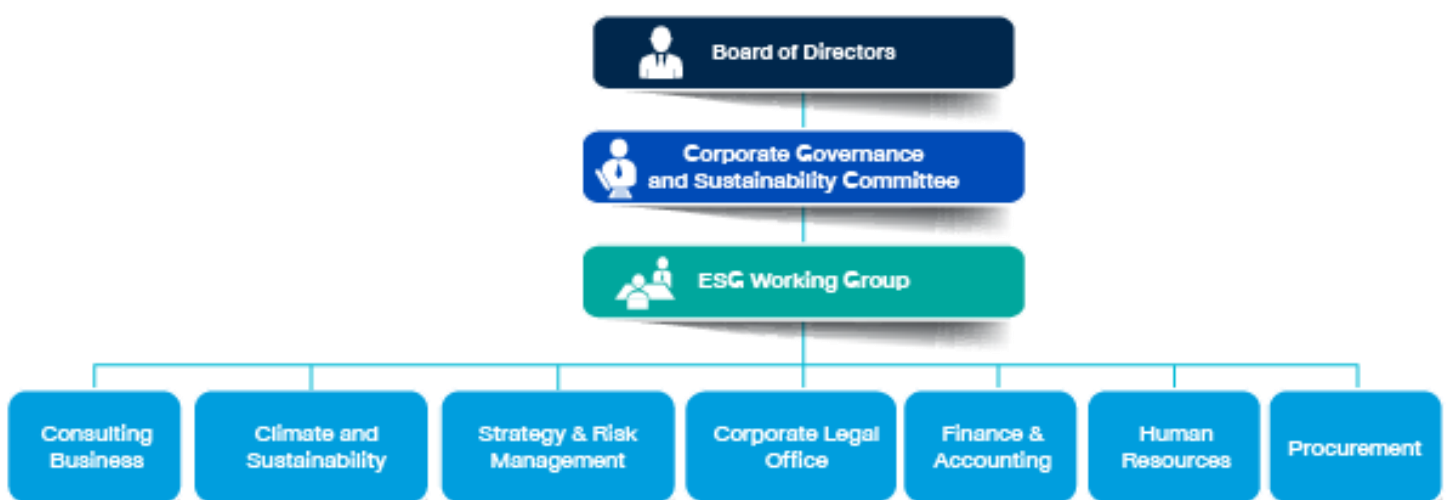 Board of Directors
Corporate Governance
and Sustainability Committee
ESG Working Group
Consulting
Business
Climate and
Sustainability
Strategy & Risk
Management
Corporate Legal
Office
Finance &
Accounting
Human
Resources
Procurement